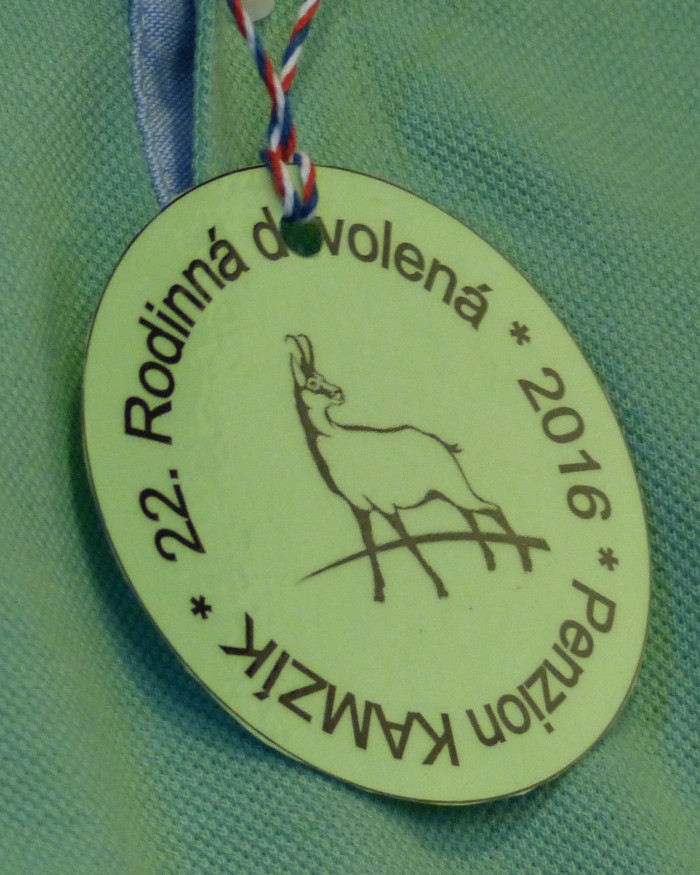 22. Rodinná dovolená * 2016 * Penzion KAMZÍK *